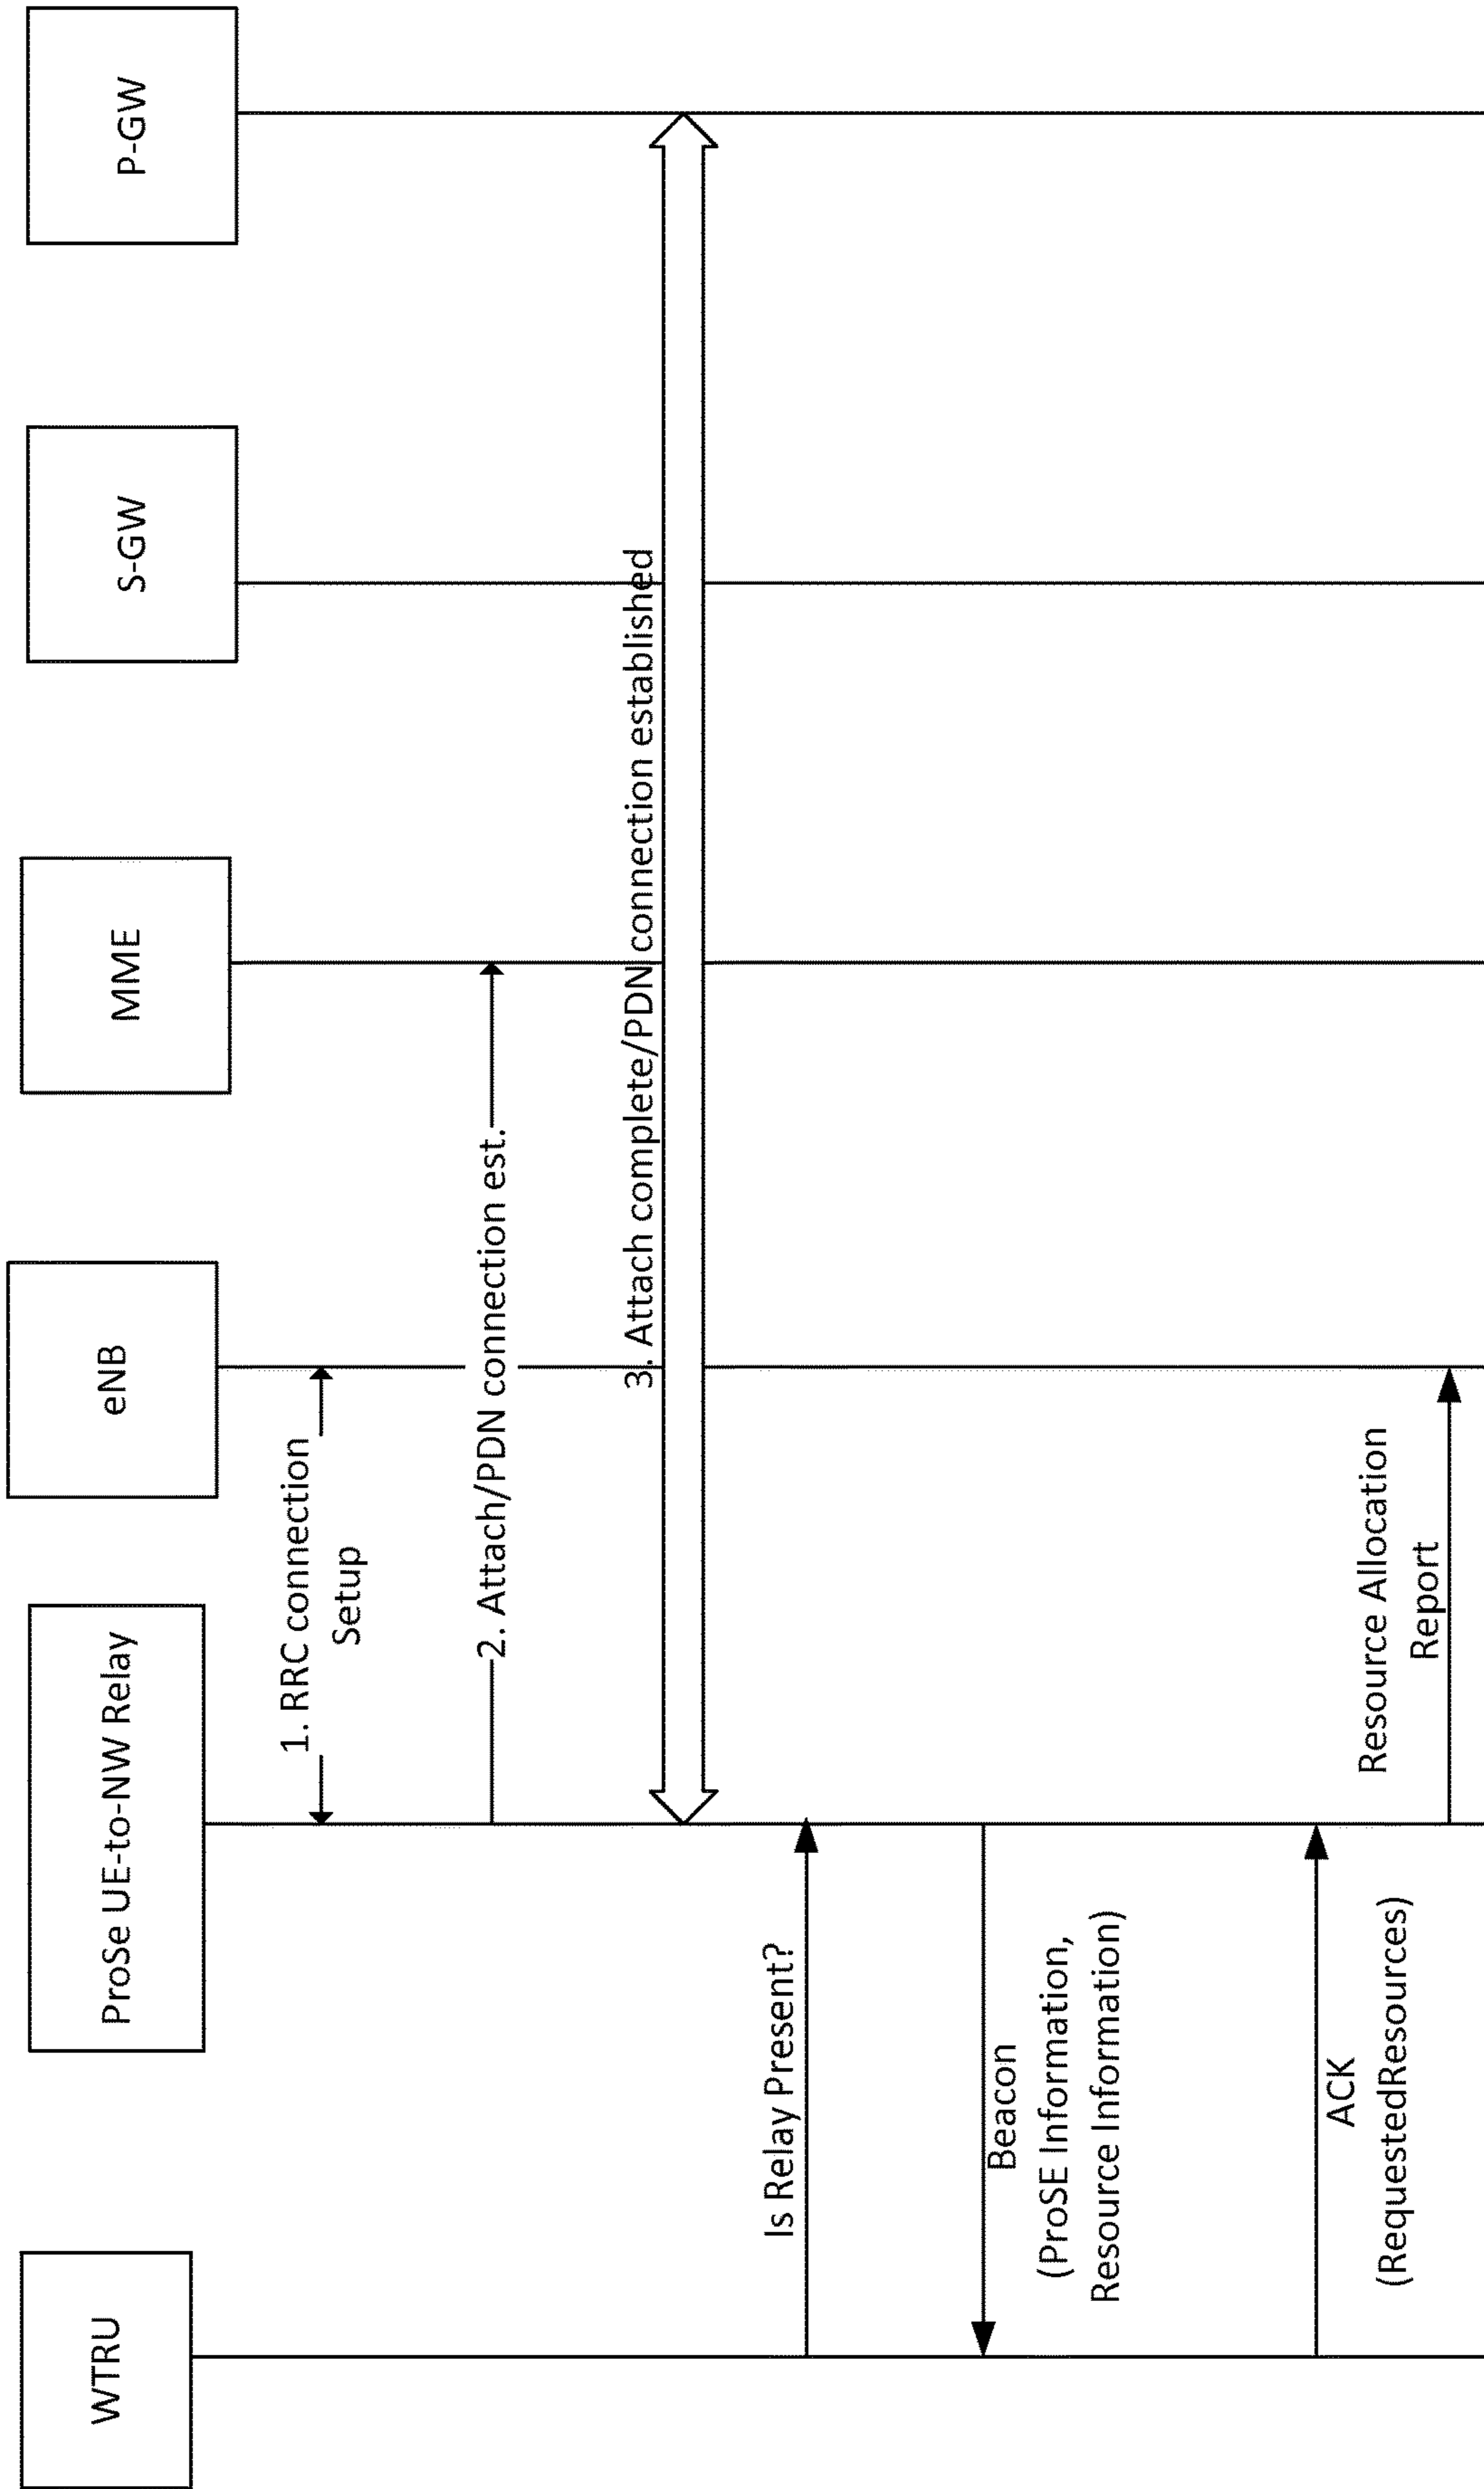 WTRU
ProSe UE-to-NW Relay
eNB
MME
S-GW
P-GW
1. RRC connection
Setup
2. Attach/PDN connection est.
3. Attach complete/PDN connection established
Is Relay Present?
Beacon
(ProSE Information,
Resource Information)
ACK
(RequestedResources)
Resource Allocation
Report